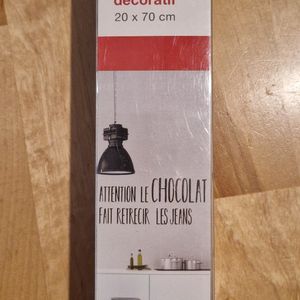 décoratif
20 x 70 cm
ATTENTION LE CHOCOLAT
FAIT RETRECIR LES JEANS